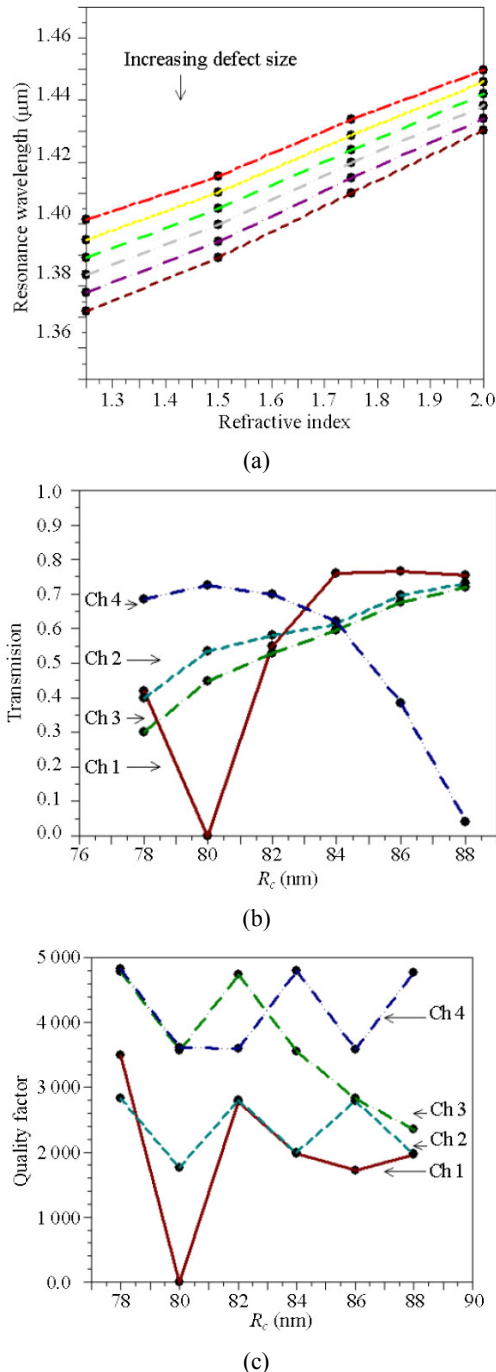 1.46
1.44
1.42
1.40
1.38
1.36
Resonance wavelength (μm)
Increasing defect size
1.3 1.4 1.5 1.6 1.7 1.8 1.9 2.0
Refractive index
(a)
1.0
0.9
0.8
0.7
0.6
0.5
0.4
0.3
0.2
0.1
0.0
Transmision
Ch 4
Ch 2
Ch 3
Ch 1
76 78 80 82 84 86 88
Rc (nm)
(b)
5 000
4 000
3 000
2 000
1 000
0.0
Quality factor
Ch 4
Ch 3
Ch 2
Ch 1
78 80 82 84 86 88 90
Rc (nm)
(c)